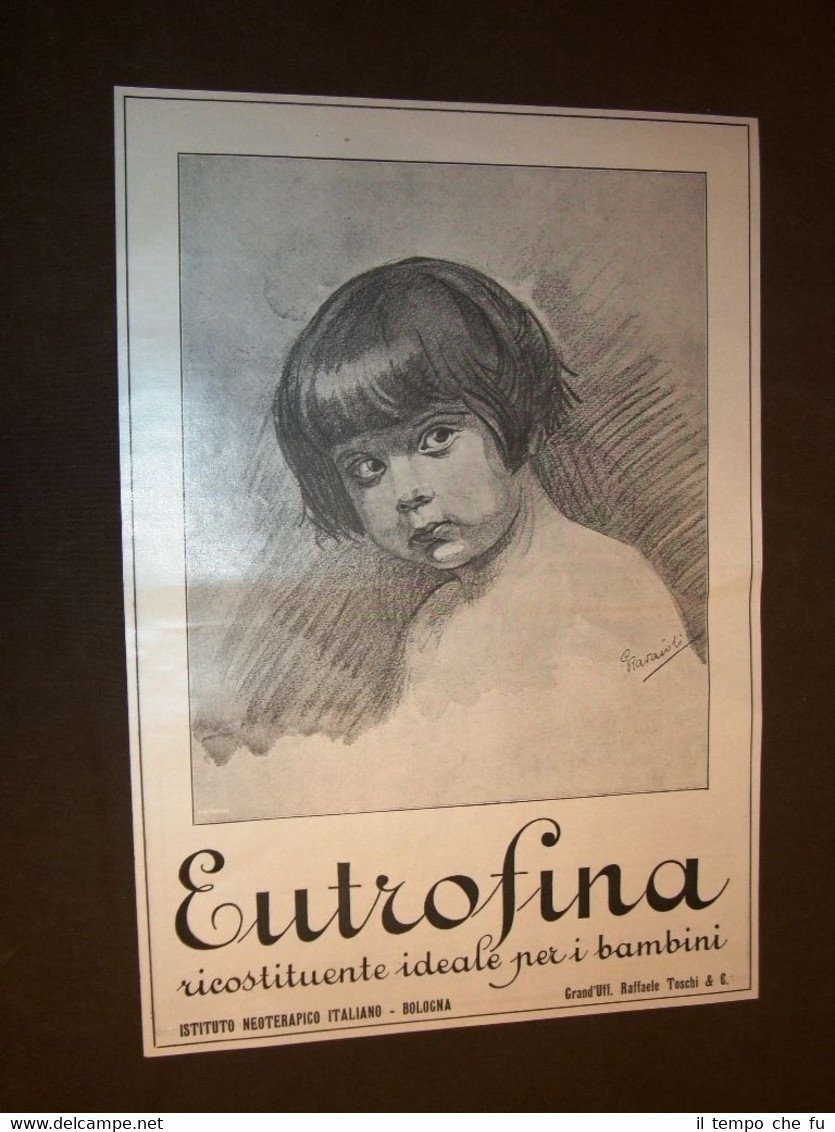 Eutrofina
ricostituente ideale per i bambini
Grand'Uff. Raffaele Toschi & C.
ISTITUTO NEOTERAPICO ITALIANO - BOLOGNA
www.delcampe.net
il tempo che fu